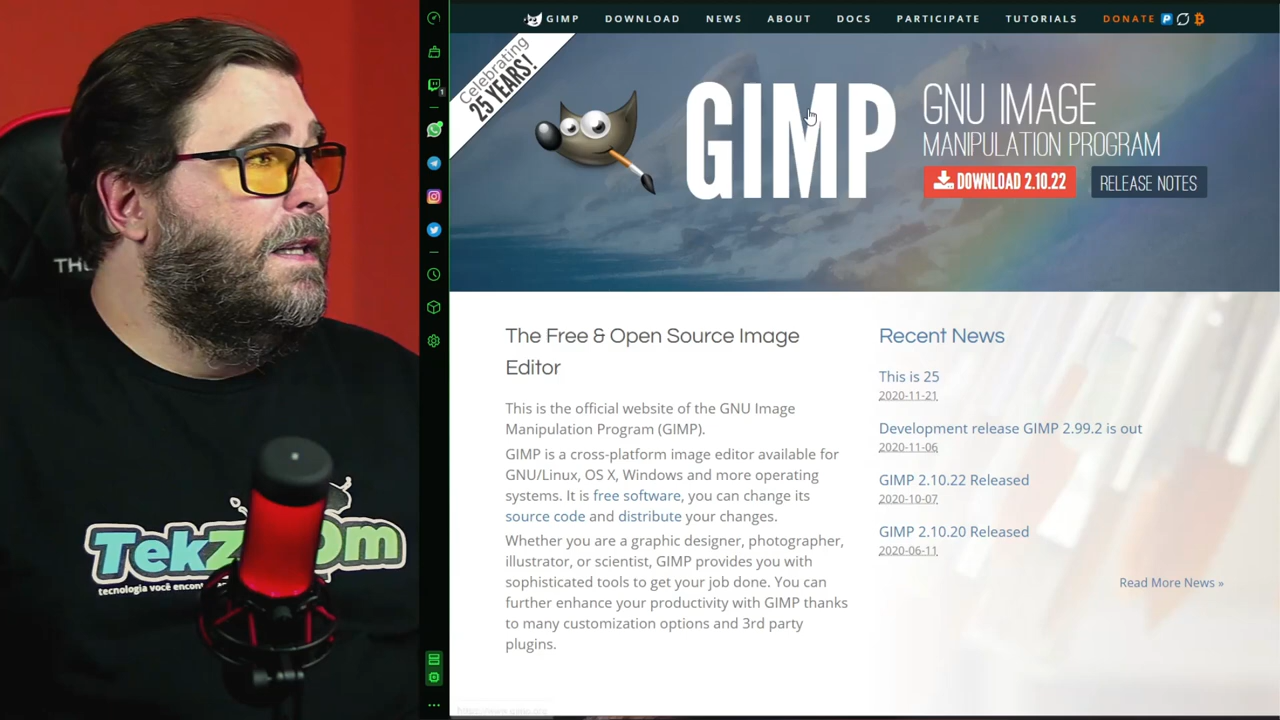 GIMP DOWNLOAD NEWS ABOUT DOCS PARTICIPATE TUTORIALS DONATE
Celebrating
25 YEARS!
GIMP
GNU IMAGE
MANIPULATION PROGRAM
DOWNLOAD 2.10.22
RELEASE NOTES
The Free & Open Source Image
Editor
This is the official website of the GNU Image
Manipulation Program (GIMP).
GIMP is a cross-platform image editor available for
GNU/Linux, OS X, Windows and more operating
systems. It is free software, you can change its
source code and distribute your changes.
Whether you are a graphic designer, photographer,
illustrator, or scientist, GIMP provides you with
sophisticated tools to get your job done. You can
further enhance your productivity with GIMP thanks
to many customization options and 3rd party
plugins.
Recent News
This is 25
2020-11-21
Development release GIMP 2.99.2 is out
2020-11-06
GIMP 2.10.22 Released
2020-10-07
GIMP 2.10.20 Released
2020-06-11
Read More News »
1
TH
TekZ om
tecnologia você encont